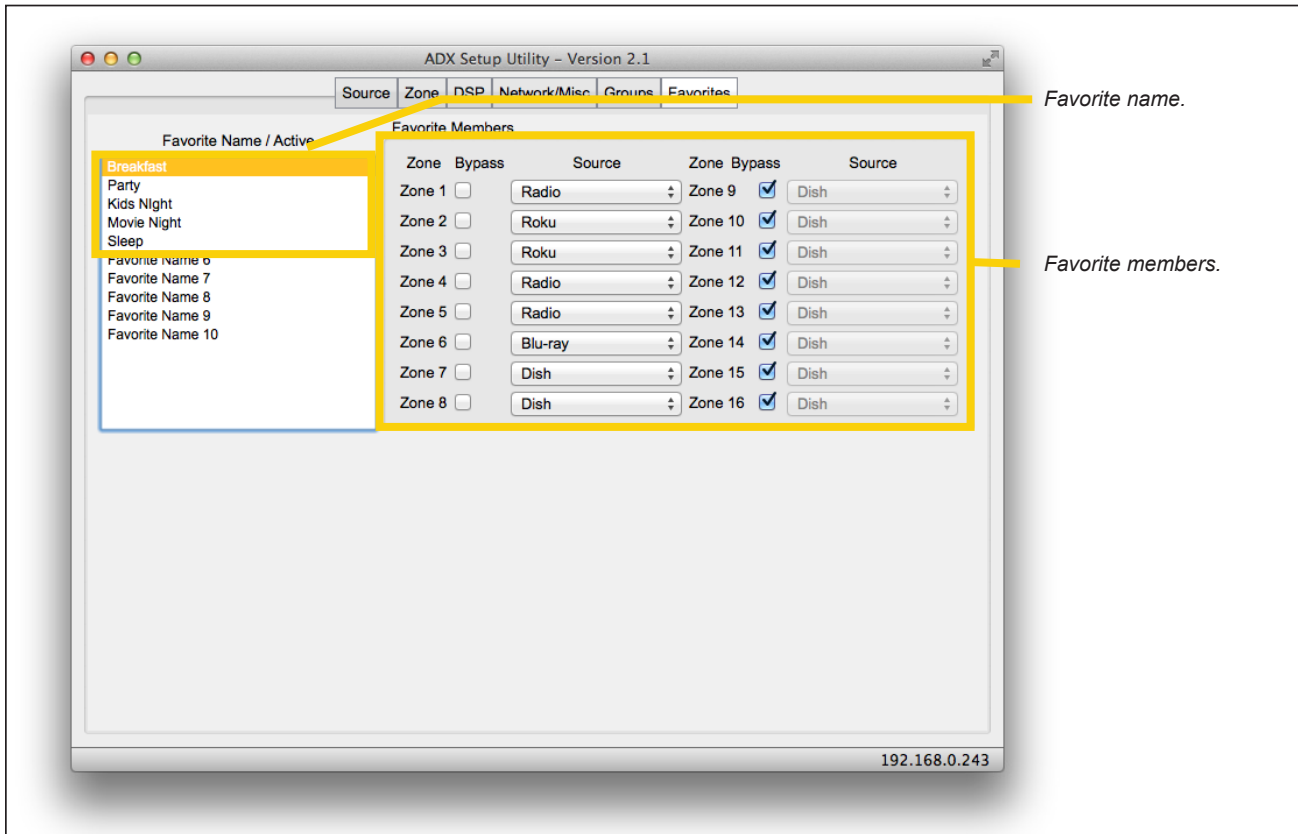 ADX Setup Utility – Version 2.1
Source Zone DSP Network/Misc Groups Favorites
Favorite name.
Favorite Name / Active
Favorite Members
Breakfast
Party
Kids NIght
Movie Night
Sleep
Favorite Name 6
Favorite Name 7
Favorite Name 8
Favorite Name 9
Favorite Name 10
Zone Bypass Source Zone Bypass Source
Zone 1 Radio Zone 9 Dish
Zone 2 Roku Zone 10 Dish
Zone 3 Roku Zone 11 Dish
Zone 4 Radio Zone 12 Dish
Zone 5 Radio Zone 13 Dish
Zone 6 Blu-ray Zone 14 Dish
Zone 7 Dish Zone 15 Dish
Zone 8 Dish Zone 16 Dish
Favorite members.
192.168.0.243